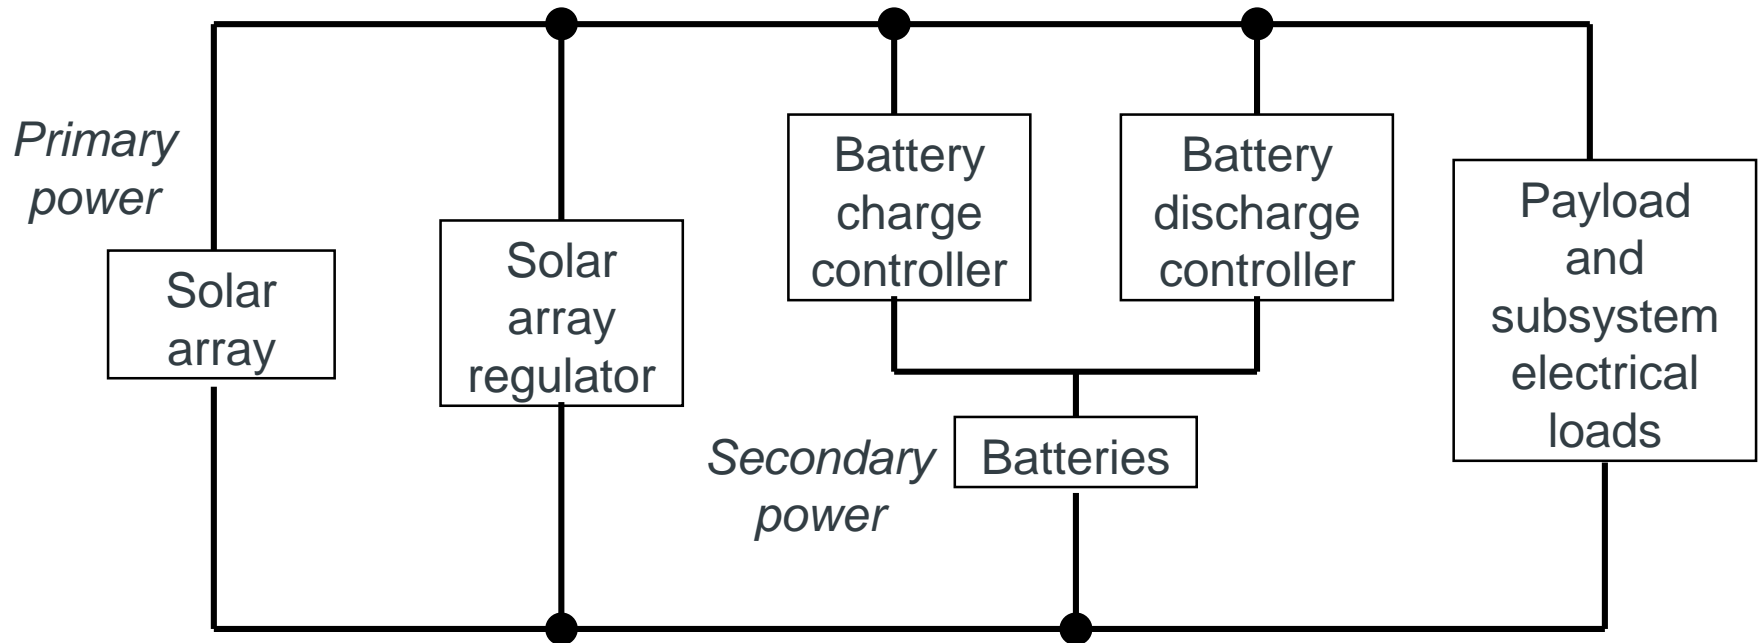 Primary
power
Solar
array
Solar
array
regulator
Battery
charge
controller
Battery
discharge
controller
Payload
and
subsystem
electrical
loads
Secondary
power
Batteries